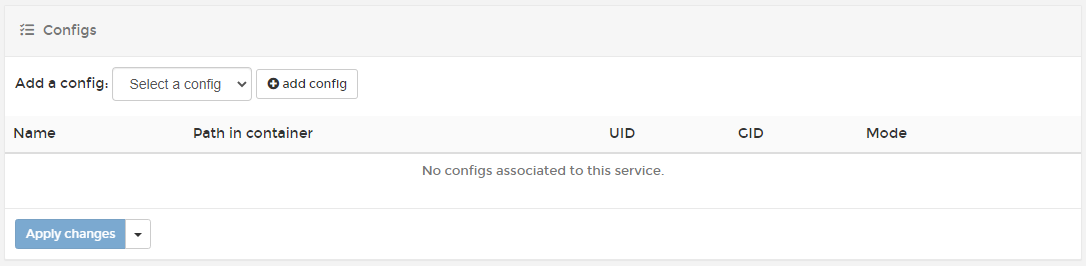 Configs
Add a config: Select a config add config
Name Path in container UID GID Mode
No configs associated to this service.
Apply changes